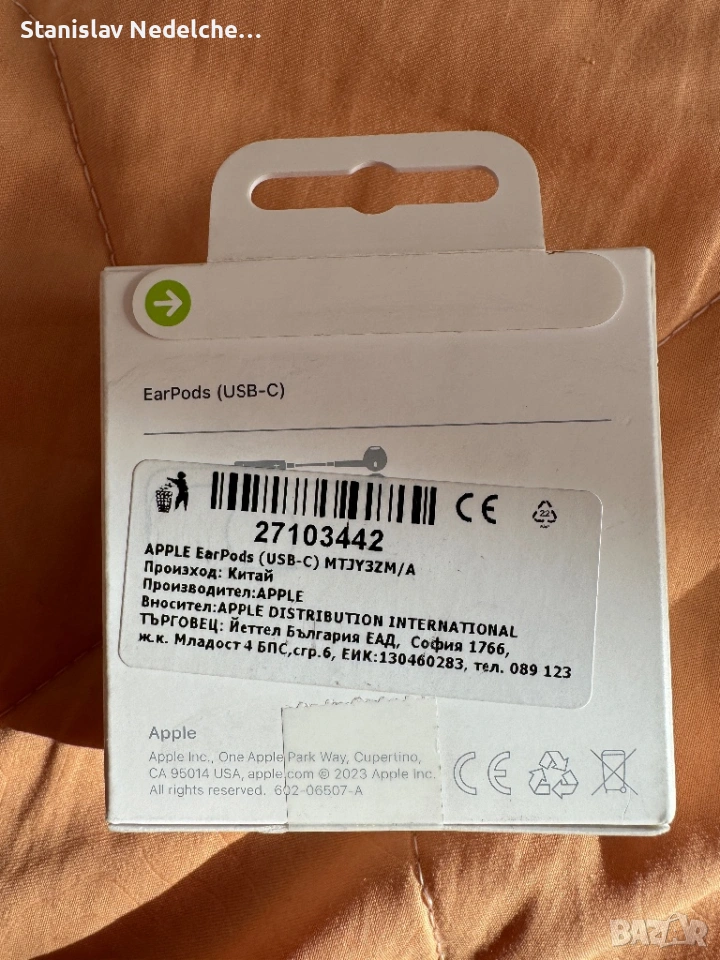 Stanislav Nedelche...
EarPods (USB-C)
27103442
22
APPLE EarPods (USB-C) MTJY3ZM/A
Произход: Китай
Производител:APPLE
Вносител:APPLE DISTRIBUTION INTERNATIONAL
ТЪРГОВЕЦ: Йеттел България ЕАД, София 1766,
ж.к. Младост 4 БПС,сгр.6, ЕИК:130460283, тел. 089 123
Apple
Apple Inc., One Apple Park Way, Cupertino,
CA 95014 USA, apple.com © 2023 Apple Inc.
All rights reserved. 602-06507-A
BAZAR